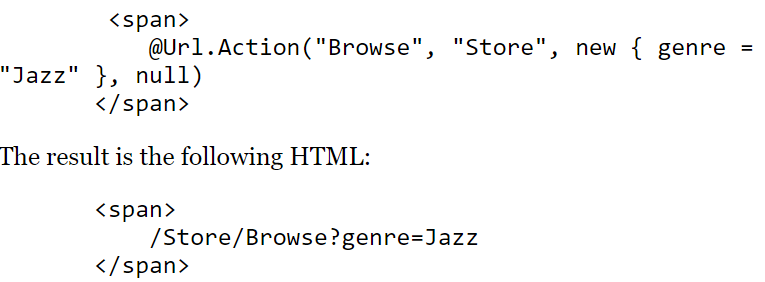 <span>
@Url.Action("Browse", "Store", new { genre =
"Jazz" }, null)
</span>
The result is the following HTML:
<span>
/Store/Browse?genre=Jazz
</span>